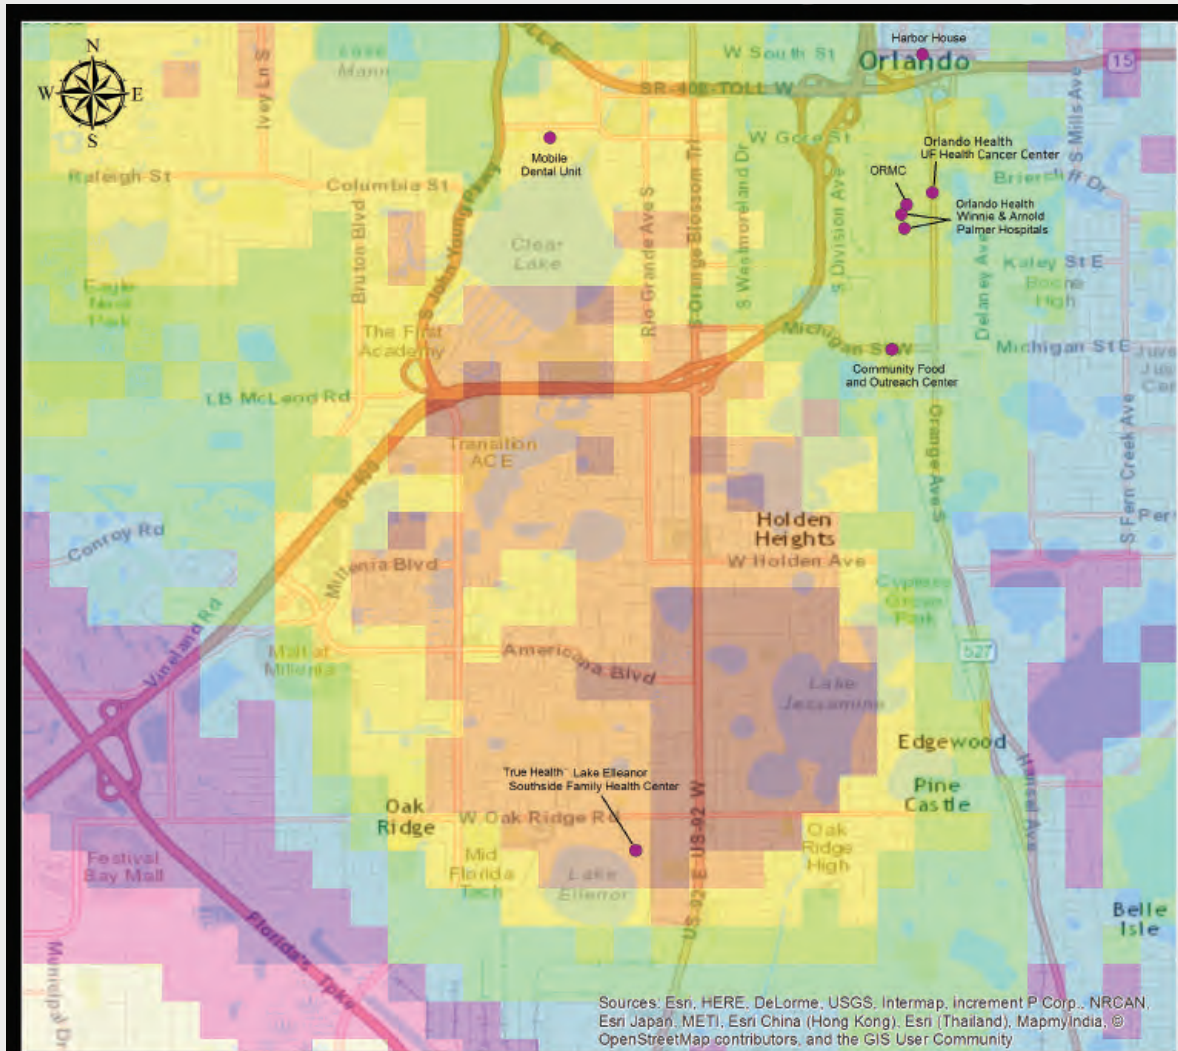 N
W E
S
Ivey Ln S
Mann
W South St
Harbor House
Orlando
15
SR-408-TOLL W
W Gore St
S Mills Ave
Mobile
Dental Unit
Orlando Health
UF Health Cancer Center
ORMC
Briercliff Dr
Raleigh St
Columbia St
Orlando Health
Winnie & Arnold
Palmer Hospitals
Bruton Blvd
S John Young Pkwy
Clear
Lake
Rio Grande Ave S
S Orange Blossom Trl
S Westmoreland Dr
S Division Ave
Delaney Ave
Kaley St E
Boone
High
Eagle
Nest
Park
The First
Academy
Michigan St W
Michigan St E
Community Food
and Outreach Center
LB McLeod Rd
Transition
ACE
Orange Ave S
S Fern Creek Ave
Holden
Heights
Conroy Rd
Millenia Blvd
W Holden Ave
Cypress
Grove
Park
Vineland Rd
Mall at
Millenia
Americana Blvd
527
Lake
Jessamine
Edgewood
True Health™ Lake Elleanor
Southside Family Health Center
Pine
Castle
Hansel Ave
Oak
Ridge
W Oak Ridge Rd
US-92 E US-92 W
Oak
Ridge
High
Festival
Bay Mall
Mid
Florida
Tech
Lake
Ellenor
Belle
Isle
Florida's Tpke
Municipal Dr
Sources: Esri, HERE, DeLorme, USGS, Intermap, increment P Corp., NRCAN,
Esri Japan, METI, Esri China (Hong Kong), Esri (Thailand), MapmyIndia, ©
OpenStreetMap contributors, and the GIS User Community